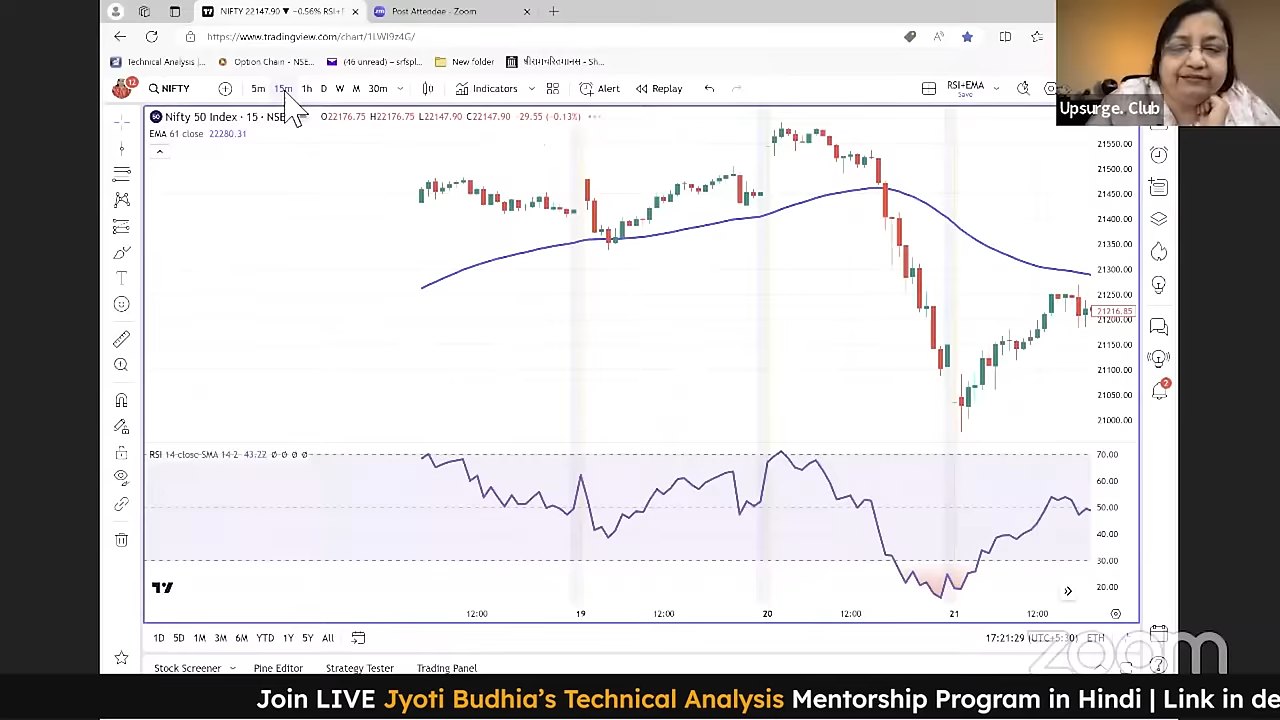 NIFTY 22147.90 ▼ −0.56% RSI+E
Post Attendee - Zoom
https://www.tradingview.com/chart/1LWI9z4G/
Technical Analysis |...
Option Chain - NSE...
(46 unread) - srfspl...
New folder
Sh...
12
NIFTY
5m
15m
1h
D
W
M
30m
Indicators
Alert
Replay
RSI+EMA
Save
Upsurge. Club
Nifty 50 Index · 15 · NSE
O22176.70 H22176.75 L22147.90 C22147.90 −29.55 (−0.13%)
EMA 61 close 22280.31
21550.00
21500.00
21450.00
21400.00
21350.00
21300.00
21250.00
21216.85
21200.00
21150.00
21100.00
21050.00
21000.00
2
RSI 14 close SMA 14 2 43.22 Ø Ø Ø Ø
70.00
60.00
50.00
40.00
30.00
20.00
12:00
19
12:00
20
12:00
21
12:00
1D 5D 1M 3M 6M YTD 1Y 5Y All
17:21:29 (UTC+5:30) ETH
zoom
Stock Screener
Pine Editor
Strategy Tester
Trading Panel
Join LIVE Jyoti Budhia's Technical Analysis Mentorship Program in Hindi | Link in de